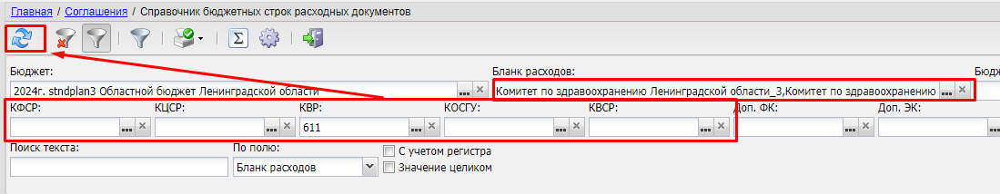 Главная / Соглашения / Справочник бюджетных строк расходных документов
Бюджет: Бланк расходов: Бюд
2024г. stndplan3 Областной бюджет Ленинградской области ... Комитет по здравоохранению Ленинградской области_3,Комитет по здравоохранению ...
КФСР: КЦСР: КВР: КОСГУ: КВСР: Доп. ФК: Доп. ЭК:
... ... 611 ... ... ... ... ...
Поиск текста: По полю: С учетом регистра
Бланк расходов Значение целиком